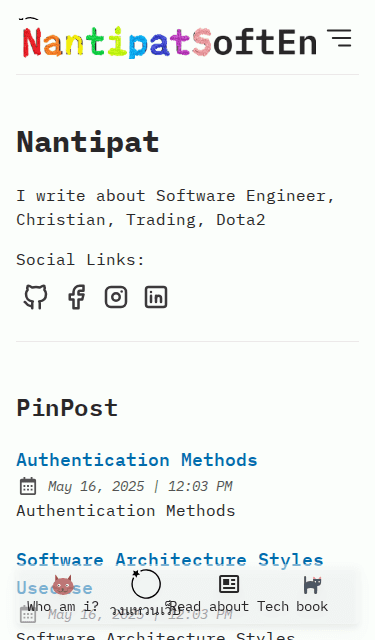 NantipatSoftEn
Nantipat
I write about Software Engineer,
Christian, Trading, Dota2
Social Links:
PinPost
Authentication Methods
May 16, 2025 | 12:03 PM
Authentication Methods
Software Architecture Styles
Usecase
May 16, 2025 | 12:03 PM
Software Architecture Styles
Who am i?
วงแหวนเว็บ
Read about Tech book